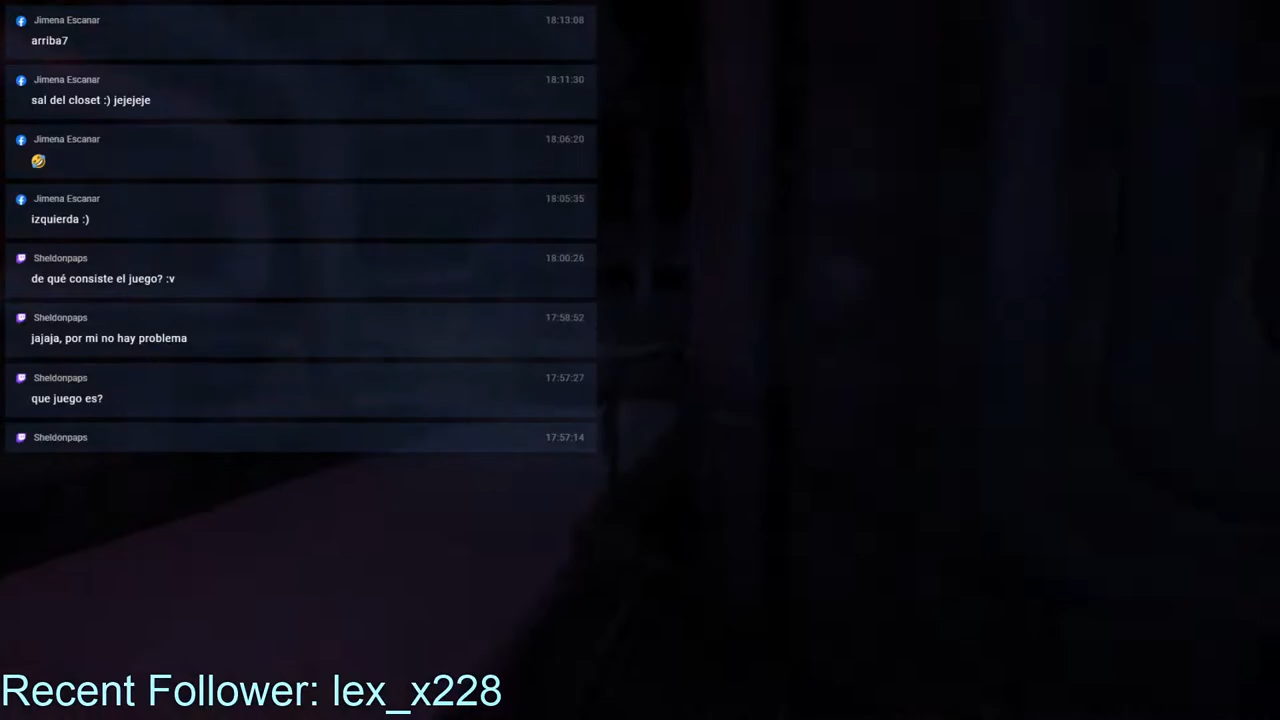 Jimena Escanar 18:13:08
arriba7
Jimena Escanar 18:11:30
sal del closet :) jejejeje
Jimena Escanar 18:06:20
🤣
Jimena Escanar 18:05:35
izquierda :)
Sheldonpaps 18:00:26
de qué consiste el juego? :v
Sheldonpaps 17:58:52
jajaja, por mi no hay problema
Sheldonpaps 17:57:27
que juego es?
Sheldonpaps 17:57:14
Recent Follower: lex_x228